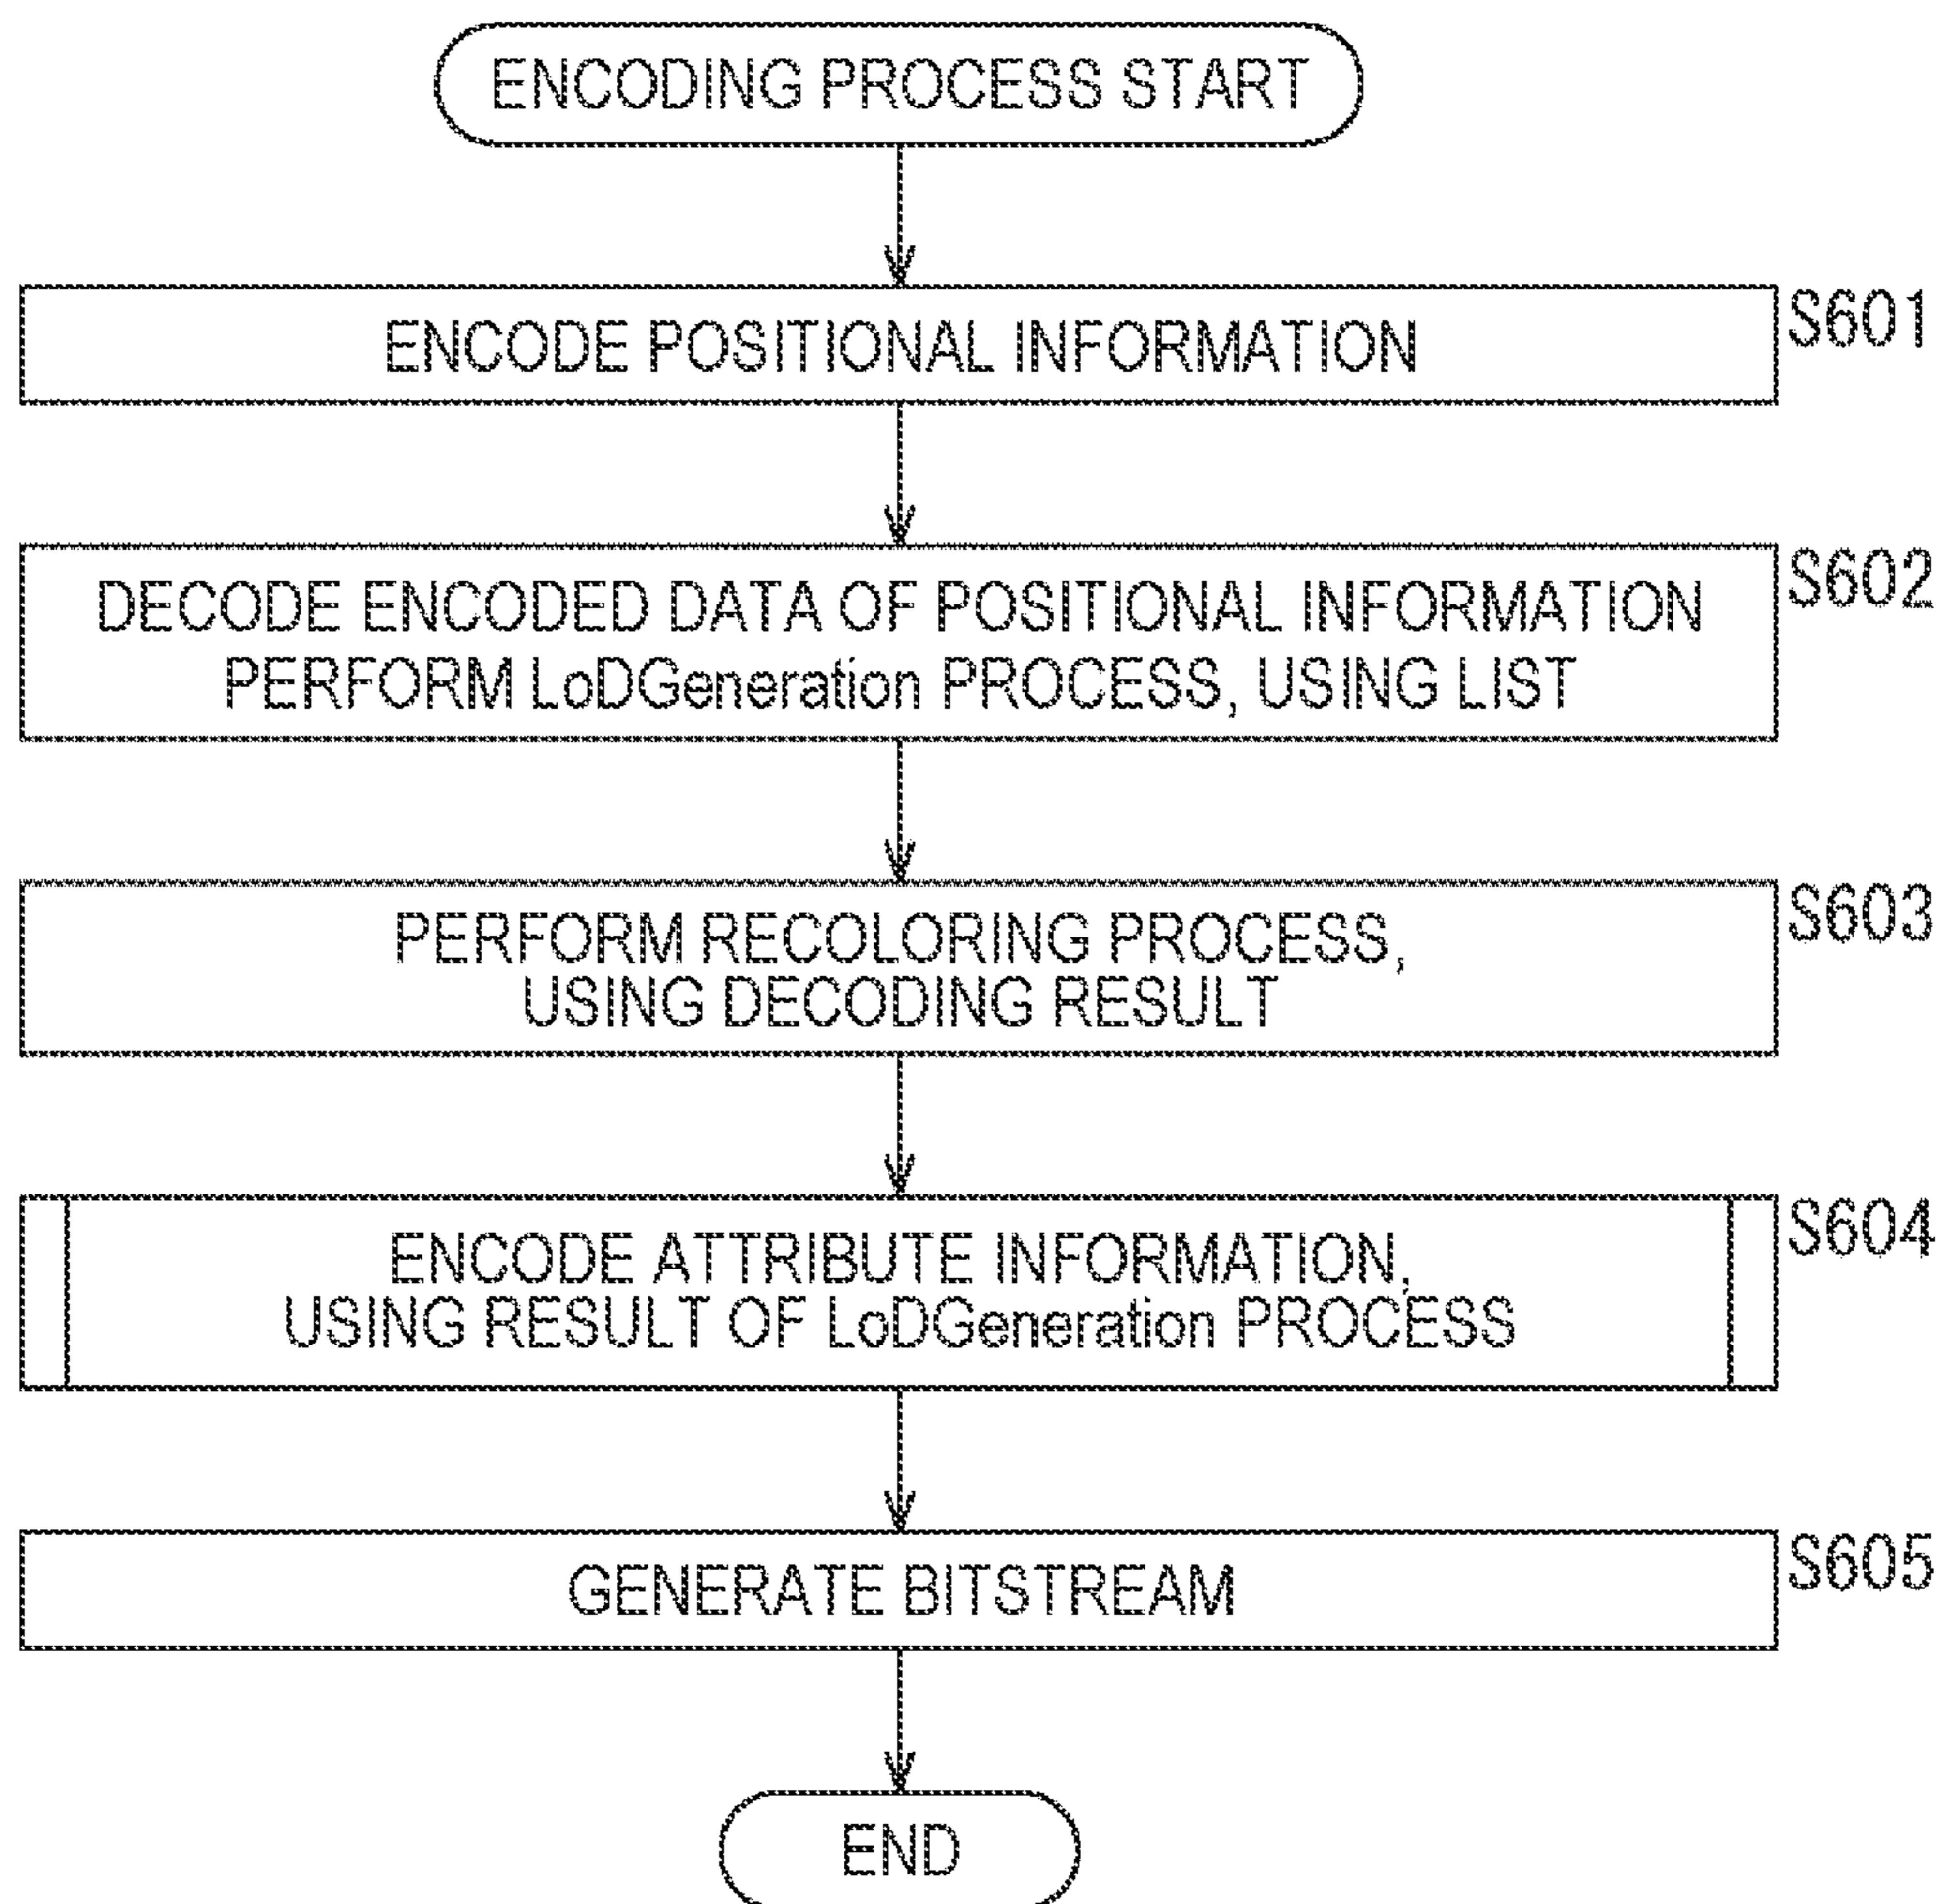 ENCODING PROCESS START
ENCODE POSITIONAL INFORMATION
S601
DECODE ENCODED DATA OF POSITIONAL INFORMATION
PERFORM LoDGeneration PROCESS, USING LIST
S602
PERFORM RECOLORING PROCESS,
USING DECODING RESULT
S603
ENCODE ATTRIBUTE INFORMATION,
USING RESULT OF LoDGeneration PROCESS
S604
GENERATE BITSTREAM
S605
END